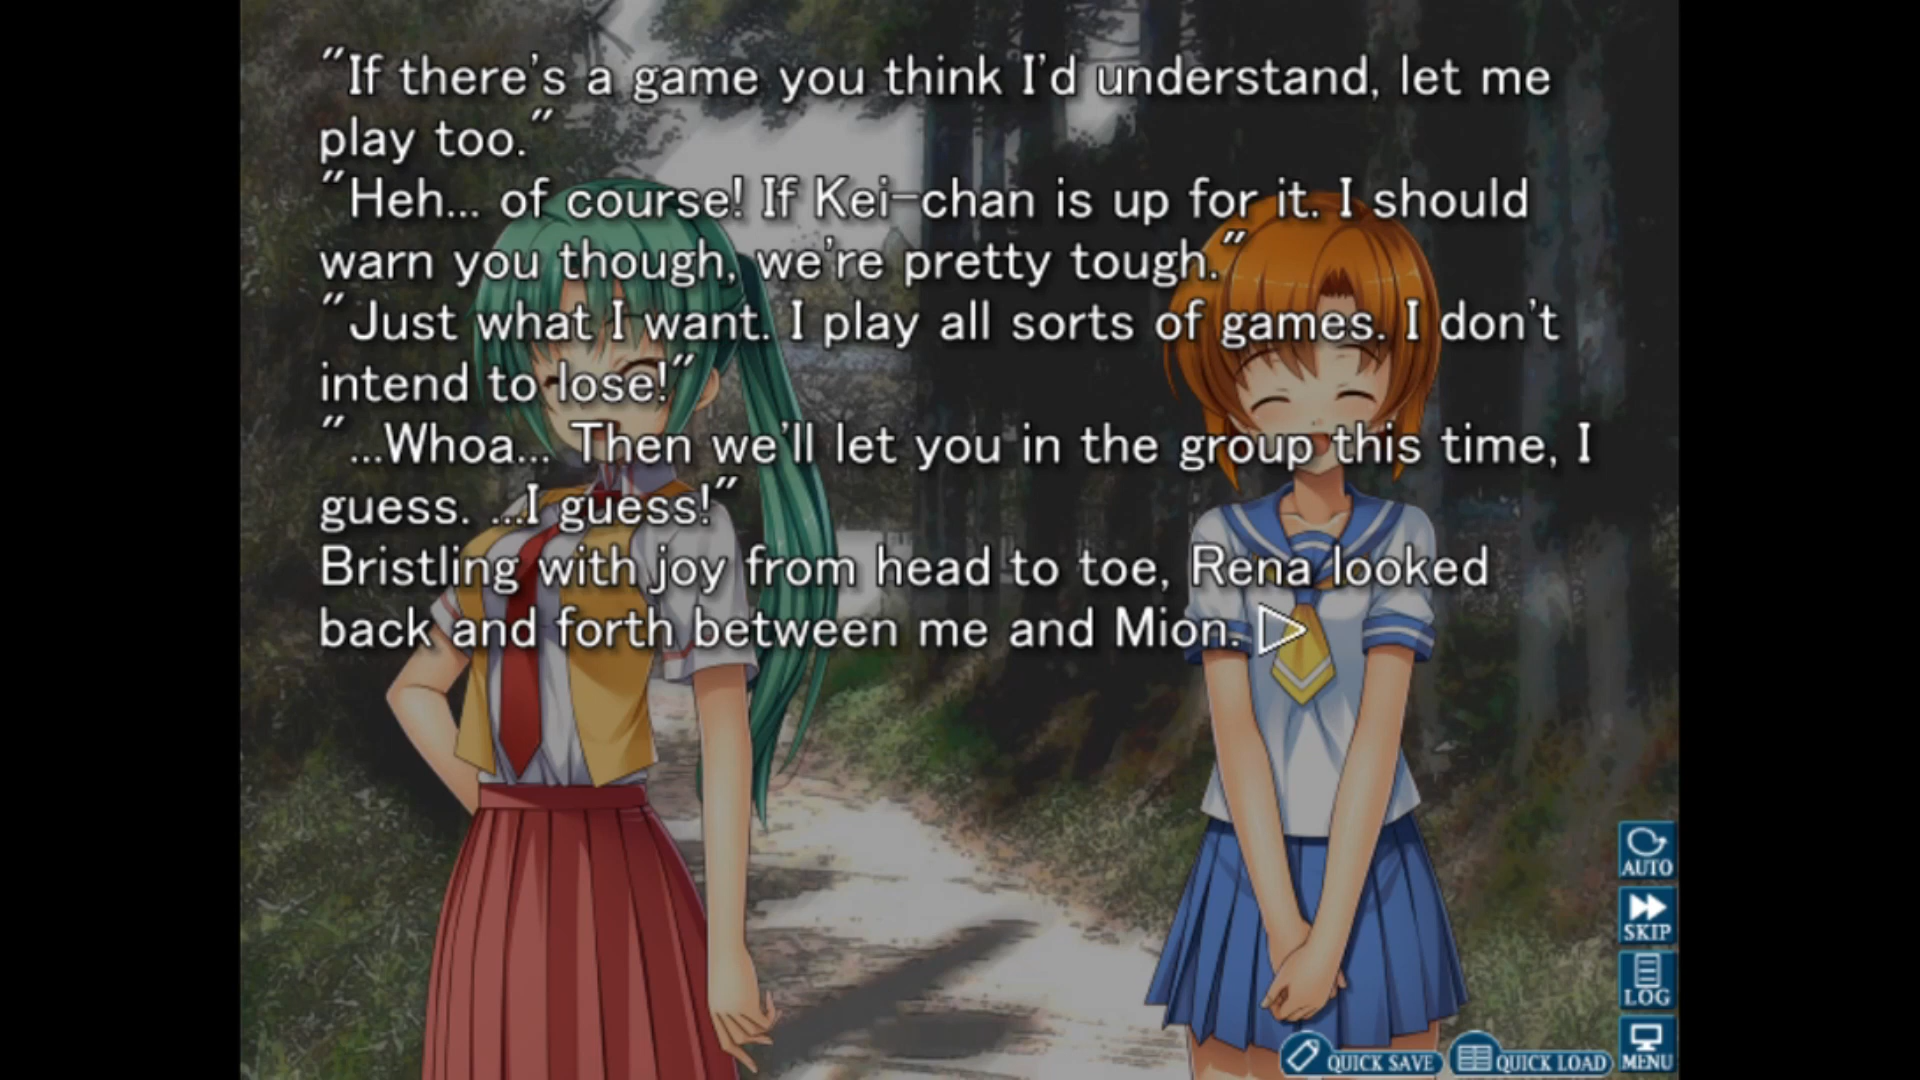 "If there's a game you think I'd understand, let me
play too."
"Heh... of course! If Kei-chan is up for it. I should
warn you though, we're pretty tough."
"Just what I want. I play all sorts of games. I don't
intend to lose!"
"...Whoa... Then we'll let you in the group this time, I
guess. ...I guess!"
Bristling with joy from head to toe, Rena looked
back and forth between me and Mion.
AUTO
SKIP
LOG
MENU
QUICK SAVE
QUICK LOAD